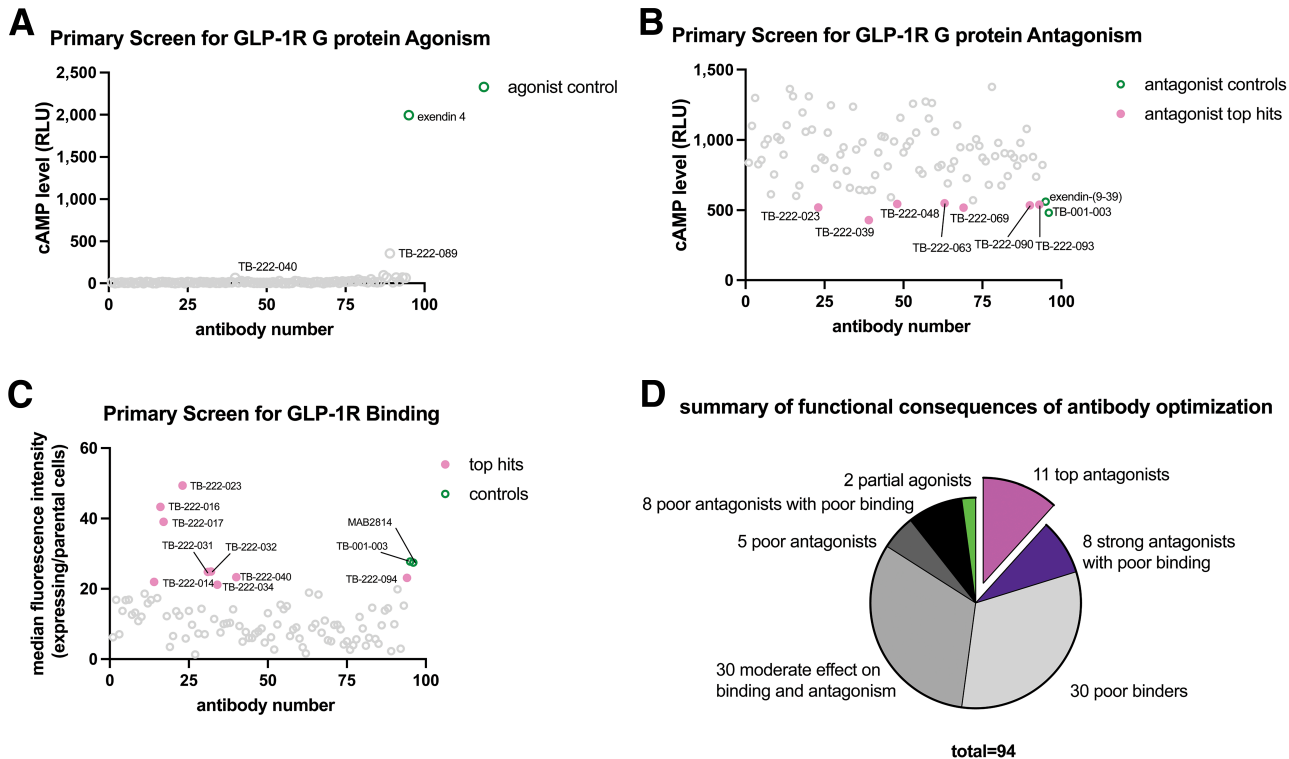 A
Primary Screen for GLP-1R G protein Agonism
2,500
2,000
1,500
1,000
500
0
cAMP level (RLU)
agonist control
exendin 4
TB-222-089
TB-222-040
0
25
50
75
100
antibody number
B
Primary Screen for GLP-1R G protein Antagonism
1,500
1,000
500
0
cAMP level (RLU)
antagonist controls
antagonist top hits
exendin-(9-39)
TB-001-003
TB-222-023
TB-222-039
TB-222-048
TB-222-063
TB-222-069
TB-222-090
TB-222-093
0
25
50
75
100
antibody number
C
Primary Screen for GLP-1R Binding
60
40
20
0
median fluorescence intensity
(expressing/parental cells)
top hits
controls
TB-222-023
TB-222-016
TB-222-017
TB-222-031
TB-222-032
TB-222-014
TB-222-040
TB-222-034
MAB2814
TB-001-003
TB-222-094
0
25
50
75
100
antibody number
D
summary of functional consequences of antibody optimization
2 partial agonists
11 top antagonists
8 poor antagonists with poor binding
5 poor antagonists
8 strong antagonists
with poor binding
30 moderate effect on
binding and antagonism
30 poor binders
total=94